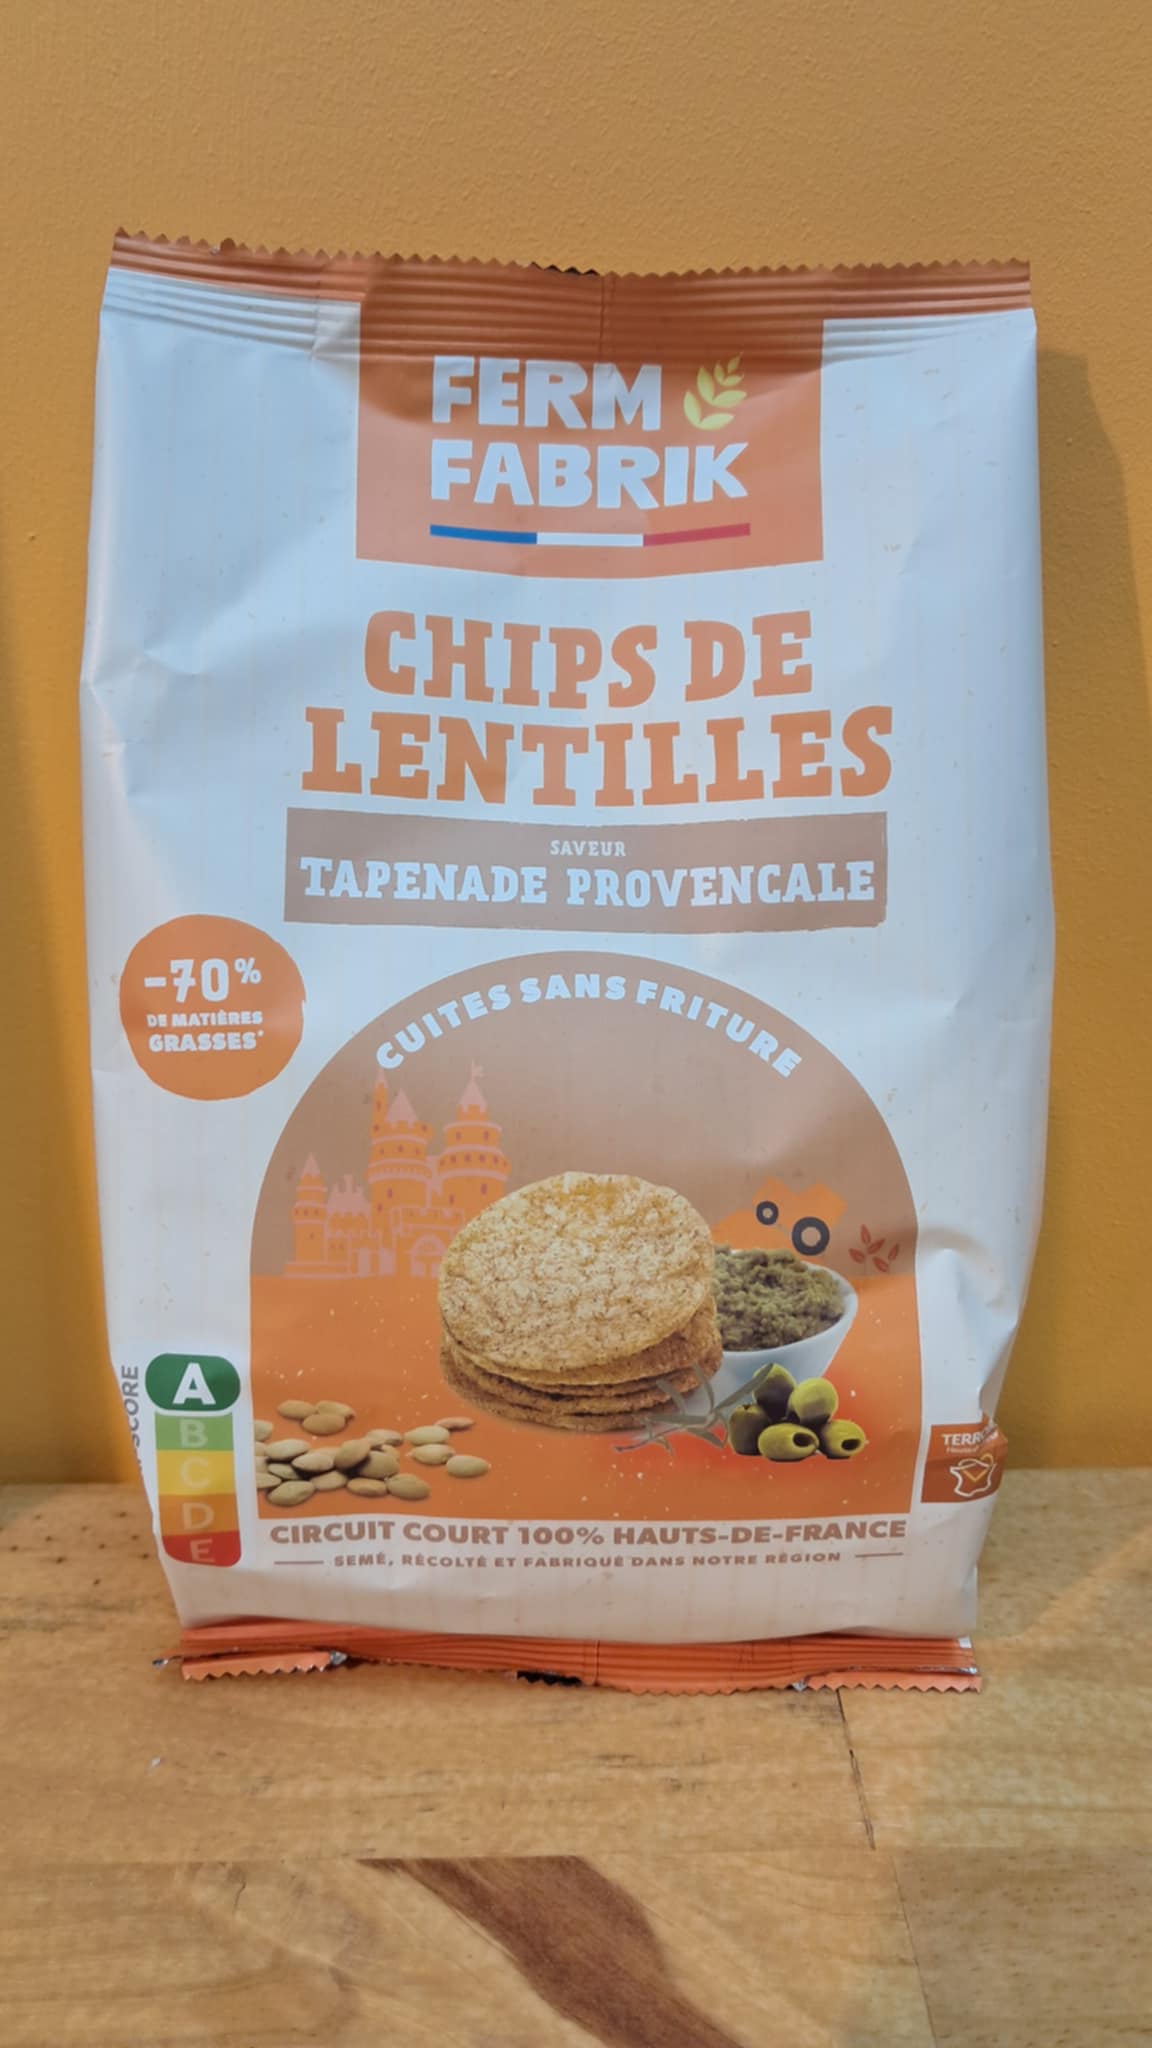 FERM
FABRIK
CHIPS DE
LENTILLES
SAVEUR
TAPENADE PROVENCALE
-70%
DE MATIÈRES
GRASSES*
CUITES SANS FRITURE
SCORE
A
B
C
D
E
CIRCUIT COURT 100% HAUTS-DE-FRANCE
SEMÉ, RÉCOLTÉ ET FABRIQUÉ DANS NOTRE RÉGION